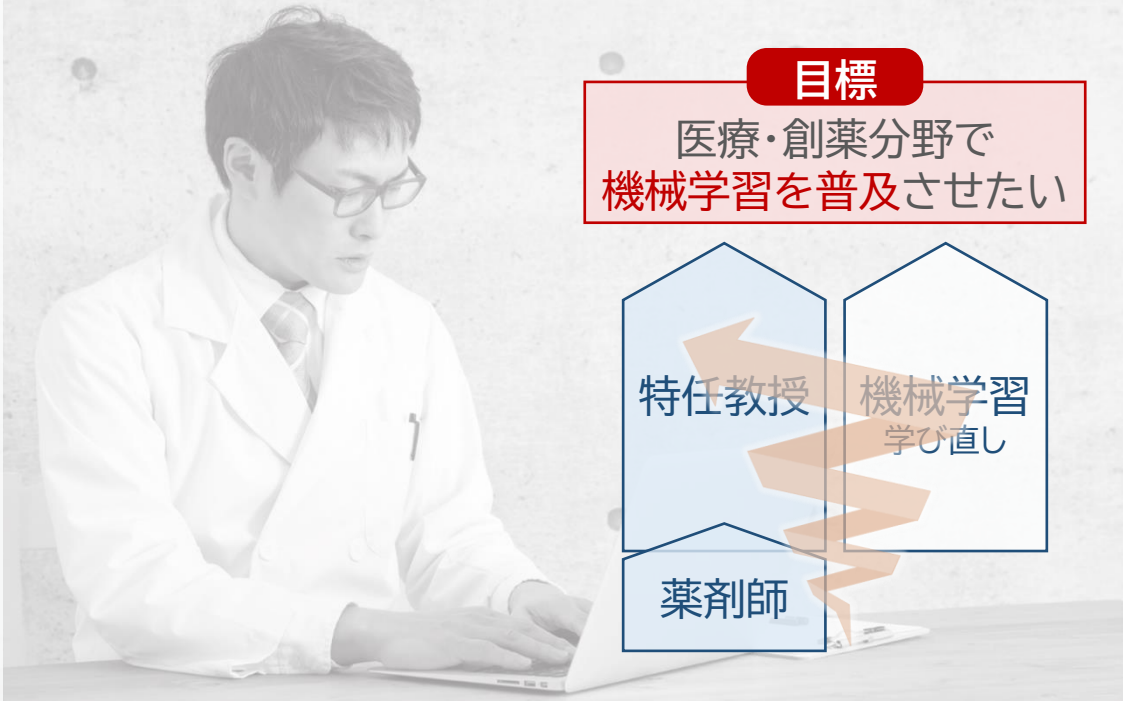 目標
医療・創薬分野で
機械学習を普及させたい
特任教授
機械学習
学び直し
薬剤師